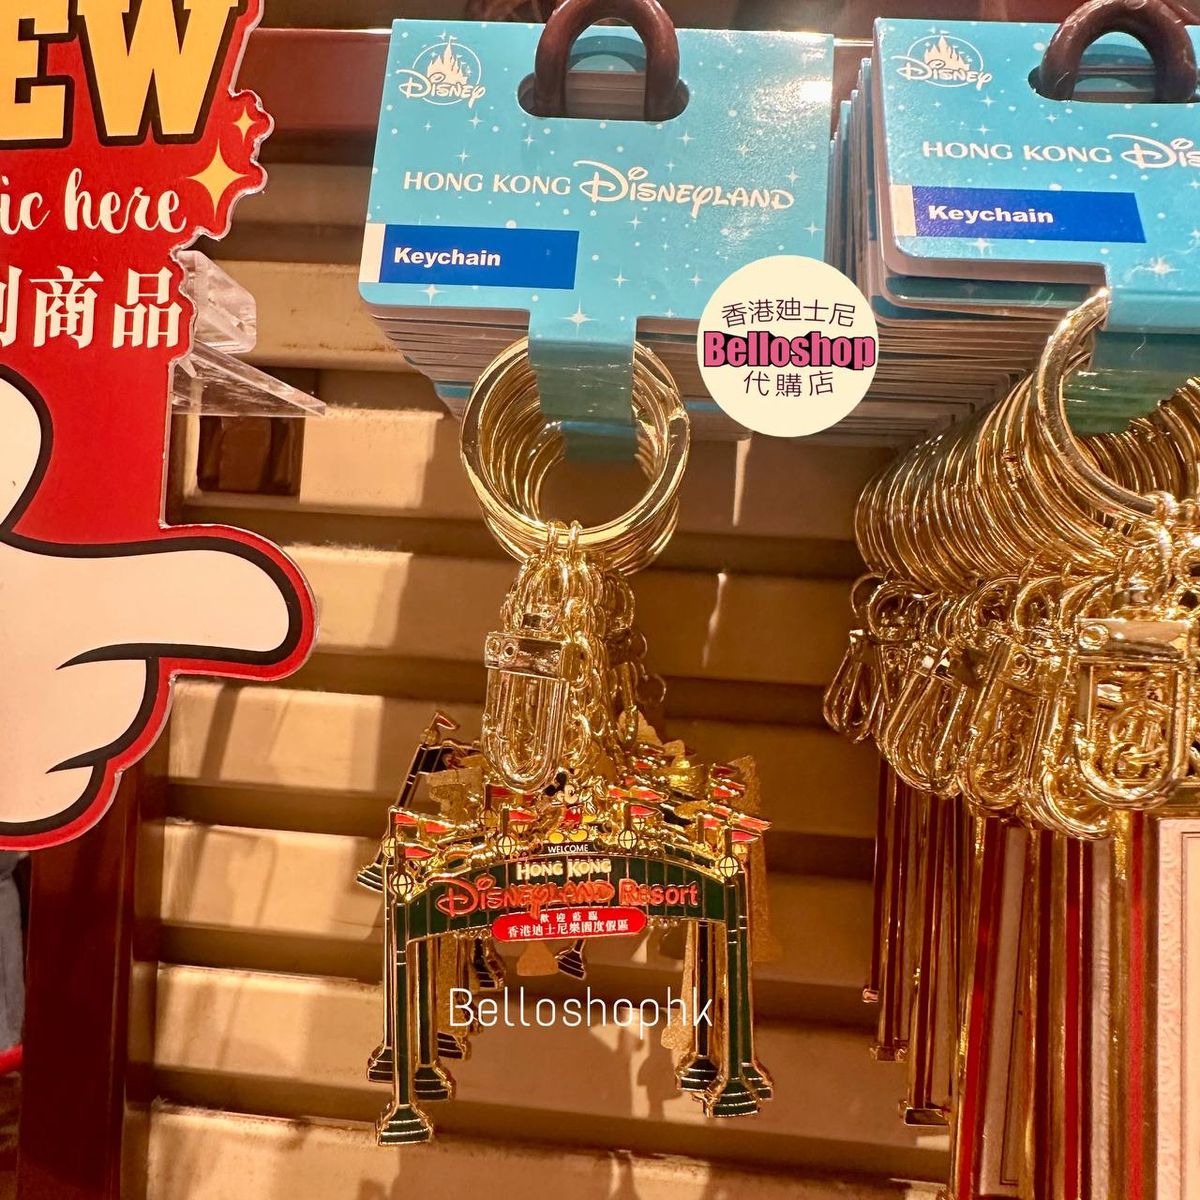 EW
ic here
商品
Disney
HONG KONG DISNEYLAND
Keychain
Disney
HONG KONG Dis
Keychain
香港廸士尼
Belloshop
代購店
WELCOME
HONG KONG
DISNEYLAND Resort
歡迎蒞臨
香港迪士尼樂園度假區
Belloshophk